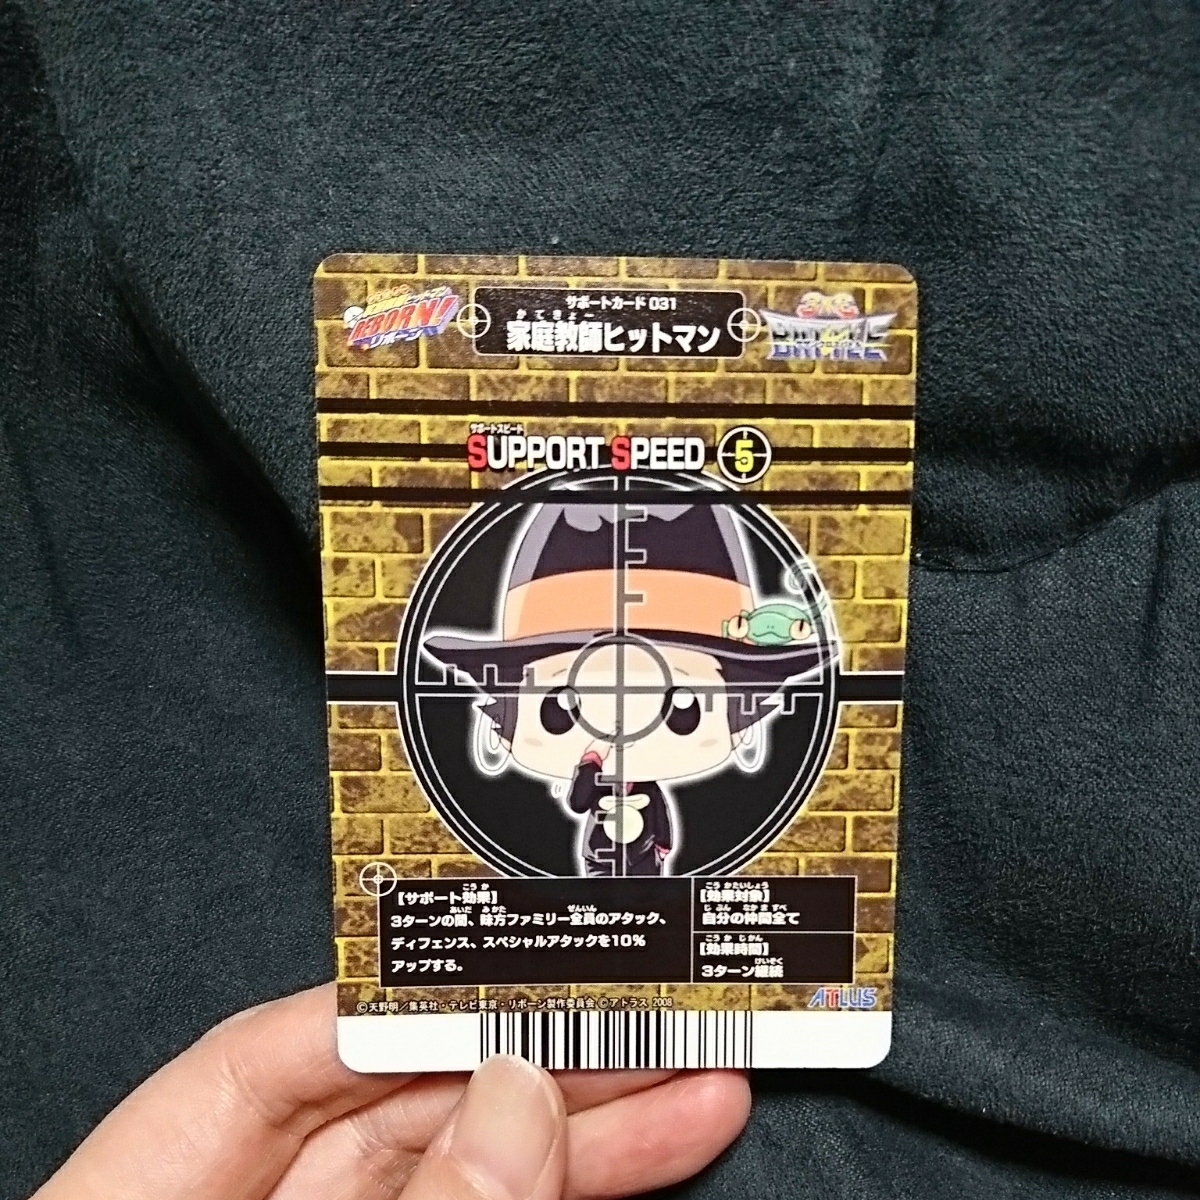 サポートカード 031
かてきょー
家庭教師ヒットマン
REBORN!
リボーン
サポートスピード
SUPPORT SPEED 5
こうか
[サポート効果]
あいだ みかた ぜんいん
3ターンの間、味方ファミリー全員のアタック、
ディフェンス、スペシャルアタックを10%
アップする。
こうかたいしょう
[効果対象]
じぶん なかますべ
自分の仲間全て
こうかじかん
[効果時間]
けいぞく
3ターン継続
©天野明/集英社・テレビ東京・リボーン製作委員会 ©アトラス 2008
ATLUS